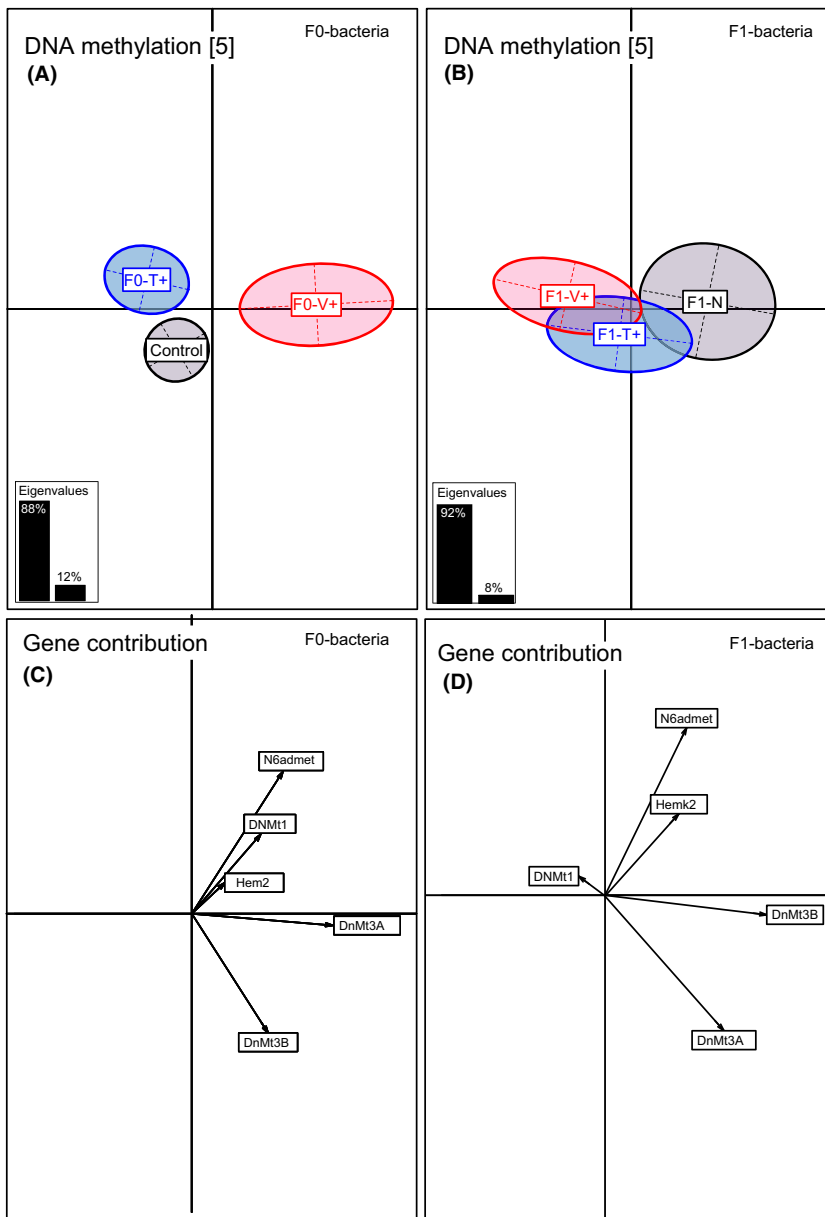 F0-bacteria
DNA methylation [5]
(A)
F0-T+
F0-V+
Control
Eigenvalues
88%
12%
F1-bacteria
DNA methylation [5]
(B)
F1-V+
F1-N
F1-T+
Eigenvalues
92%
8%
Gene contribution
F0-bacteria
(C)
N6admet
DNMt1
Hem2
DnMt3A
DnMt3B
F1-bacteria
Gene contribution
(D)
N6admet
Hemk2
DNMt1
DnMt3B
DnMt3A